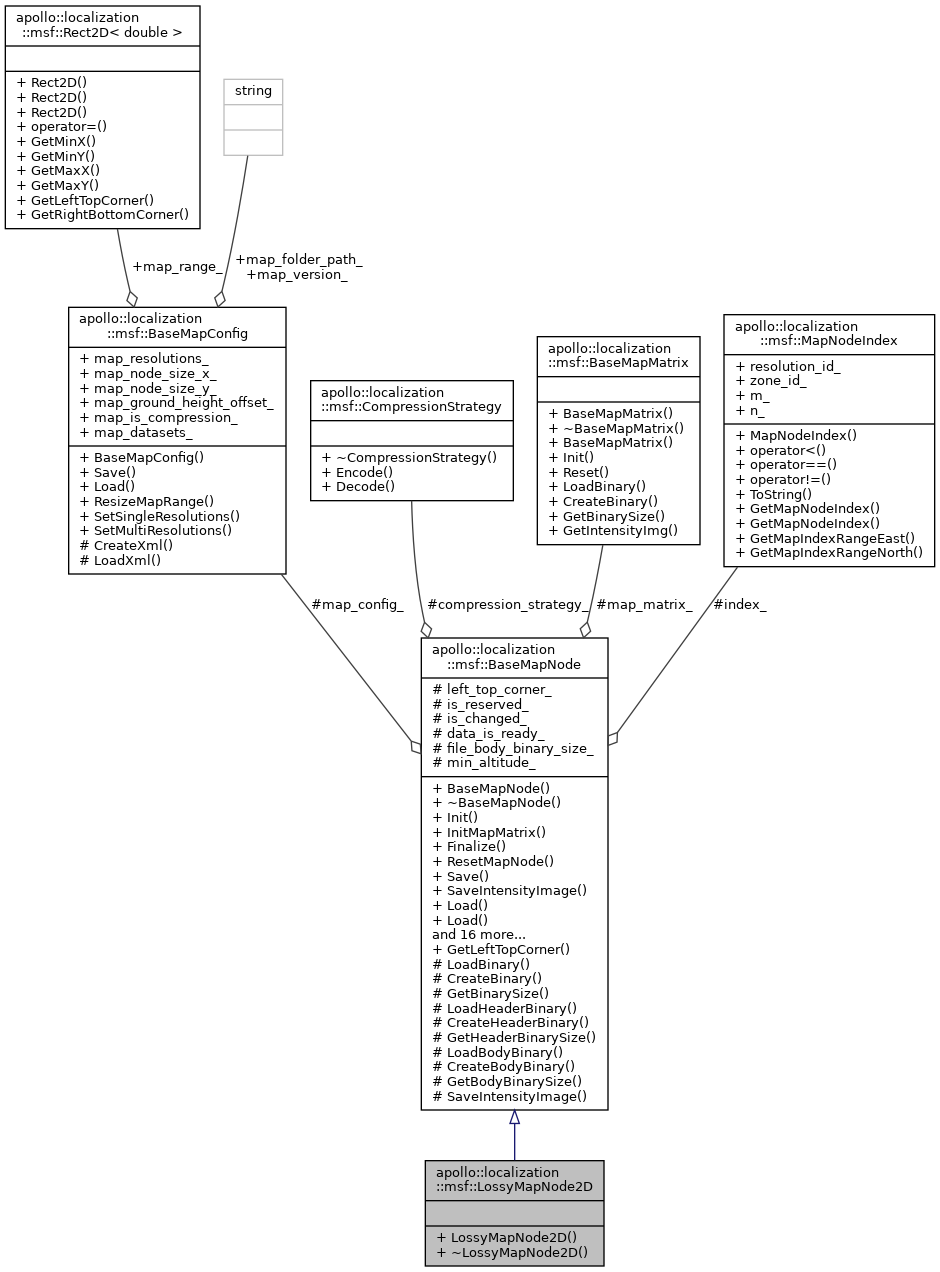 apollo::localization
::msf::Rect2D< double >
+ Rect2D()
+ Rect2D()
+ Rect2D()
+ operator=()
+ GetMinX()
+ GetMinY()
+ GetMaxX()
+ GetMaxY()
+ GetLeftTopCorner()
+ GetRightBottomCorner()
string
+map_range_
+map_folder_path_
+map_version_
apollo::localization
::msf::BaseMapConfig
+ map_resolutions_
+ map_node_size_x_
+ map_node_size_y_
+ map_ground_height_offset_
+ map_is_compression_
+ map_datasets_
+ BaseMapConfig()
+ Save()
+ Load()
+ ResizeMapRange()
+ SetSingleResolutions()
+ SetMultiResolutions()
# CreateXml()
# LoadXml()
apollo::localization
::msf::CompressionStrategy
+ ~CompressionStrategy()
+ Encode()
+ Decode()
apollo::localization
::msf::BaseMapMatrix
+ BaseMapMatrix()
+ ~BaseMapMatrix()
+ BaseMapMatrix()
+ Init()
+ Reset()
+ LoadBinary()
+ CreateBinary()
+ GetBinarySize()
+ GetIntensityImg()
apollo::localization
::msf::MapNodeIndex
+ resolution_id_
+ zone_id_
+ m_
+ n_
+ MapNodeIndex()
+ operator<()
+ operator==()
+ operator!=()
+ ToString()
+ GetMapNodeIndex()
+ GetMapNodeIndex()
+ GetMapIndexRangeEast()
+ GetMapIndexRangeNorth()
#map_config_
#compression_strategy_
#map_matrix_
#index_
apollo::localization
::msf::BaseMapNode
# left_top_corner_
# is_reserved_
# is_changed_
# data_is_ready_
# file_body_binary_size_
# min_altitude_
+ BaseMapNode()
+ ~BaseMapNode()
+ Init()
+ InitMapMatrix()
+ Finalize()
+ ResetMapNode()
+ Save()
+ SaveIntensityImage()
+ Load()
+ Load()
and 16 more...
+ GetLeftTopCorner()
# LoadBinary()
# CreateBinary()
# GetBinarySize()
# LoadHeaderBinary()
# CreateHeaderBinary()
# GetHeaderBinarySize()
# LoadBodyBinary()
# CreateBodyBinary()
# GetBodyBinarySize()
# SaveIntensityImage()
apollo::localization
::msf::LossyMapNode2D
+ LossyMapNode2D()
+ ~LossyMapNode2D()